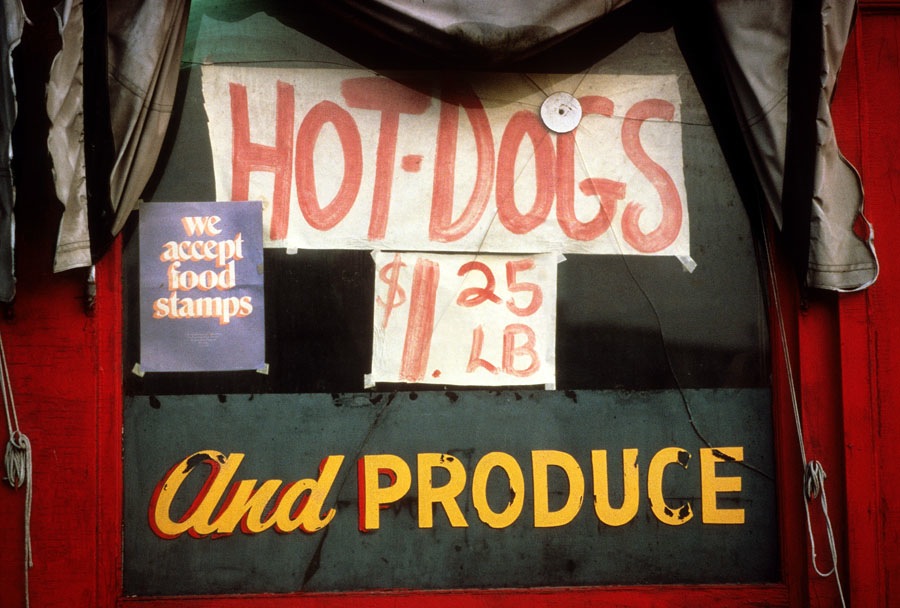 HOT-DOGS
we
accept
food
stamps
$1.25
LB
And PRODUCE